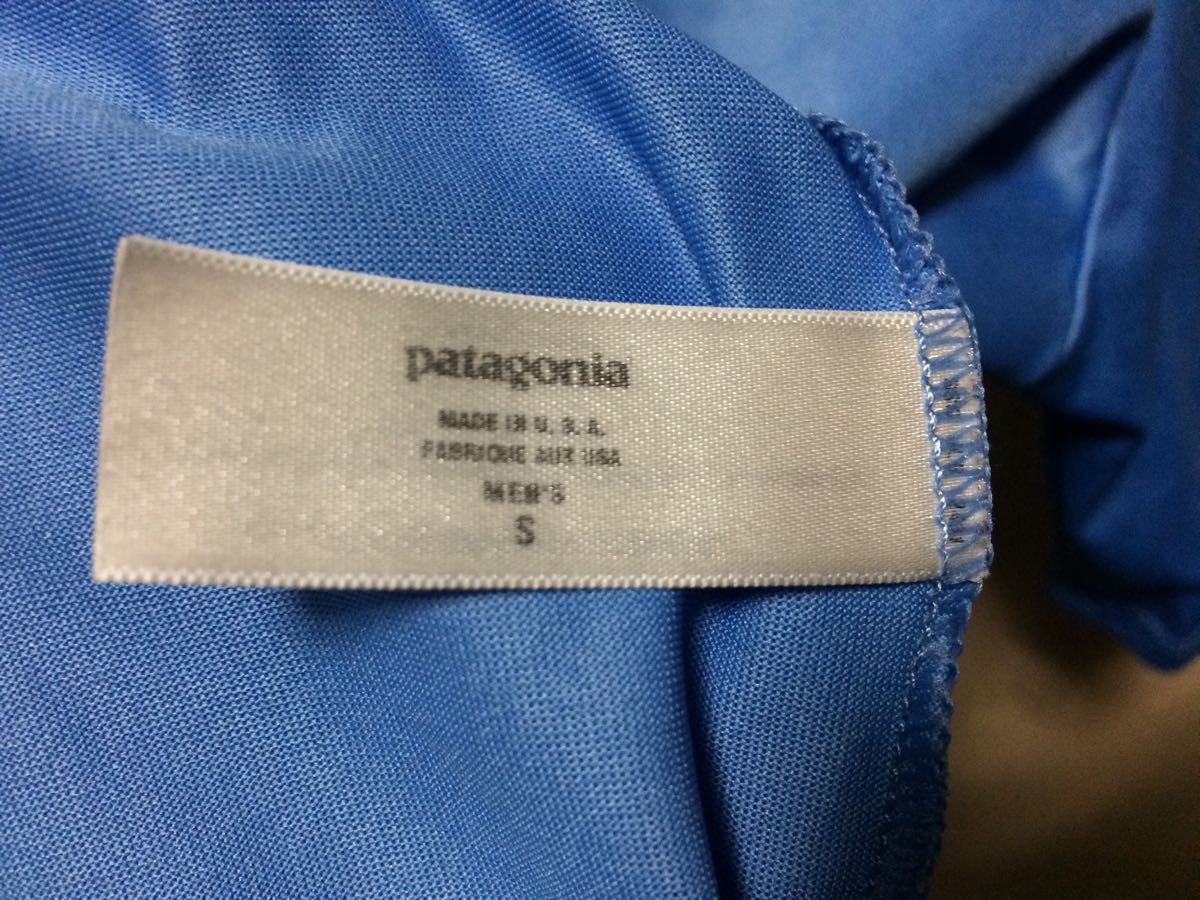 patagonia
MADE IN U. S. A.
FABRIQUE AUX USA
MEN'S
S